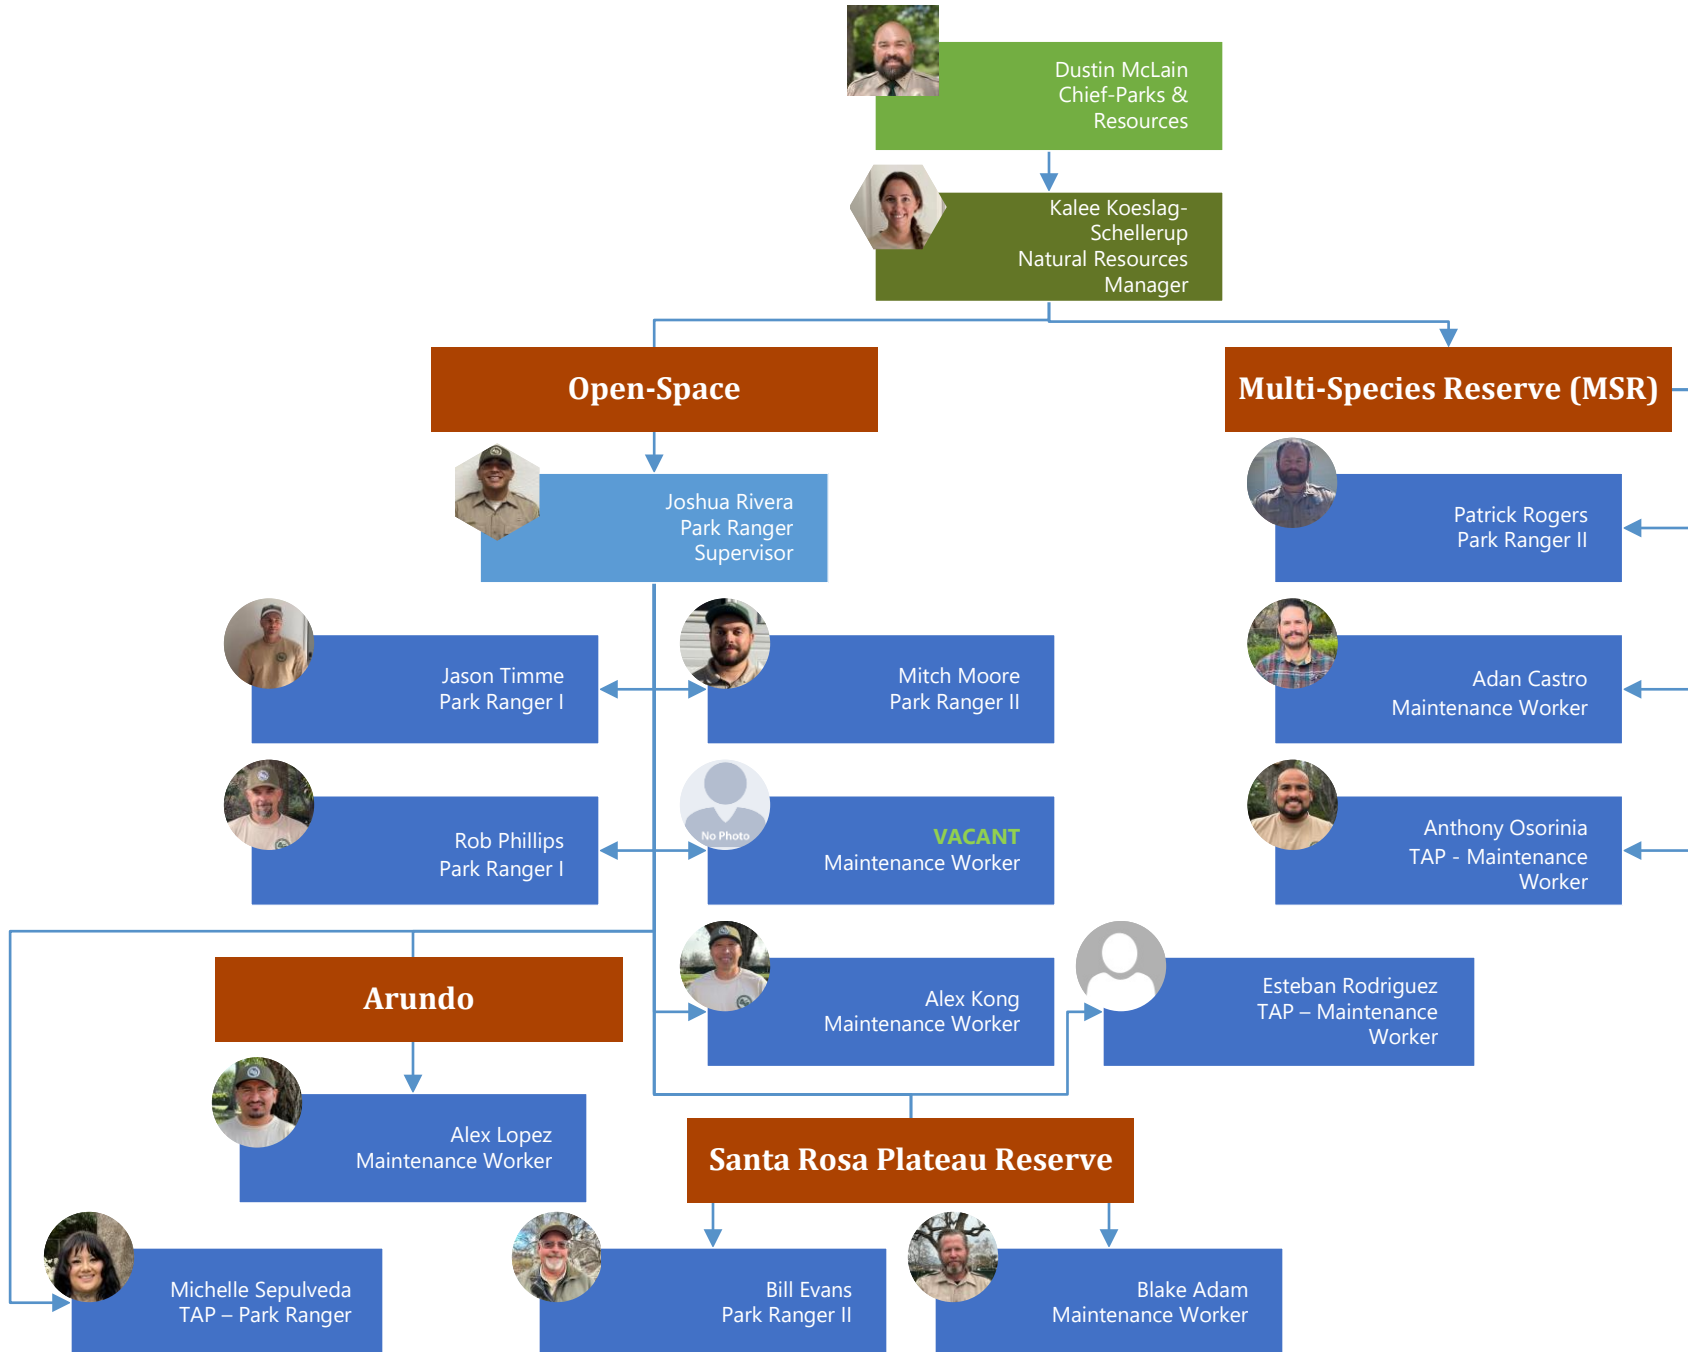 Dustin McLain
Chief-Parks &
Resources
Kalee Koeslag-
Schellerup
Natural Resources
Manager
Open-Space
Multi-Species Reserve (MSR)
Joshua Rivera
Park Ranger
Supervisor
Patrick Rogers
Park Ranger II
Jason Timme
Park Ranger I
Mitch Moore
Park Ranger II
Adan Castro
Maintenance Worker
Rob Phillips
Park Ranger I
No Photo
VACANT
Maintenance Worker
Anthony Osorinia
TAP - Maintenance
Worker
Arundo
Alex Kong
Maintenance Worker
Esteban Rodriguez
TAP – Maintenance
Worker
Alex Lopez
Maintenance Worker
Santa Rosa Plateau Reserve
Michelle Sepulveda
TAP – Park Ranger
Bill Evans
Park Ranger II
Blake Adam
Maintenance Worker